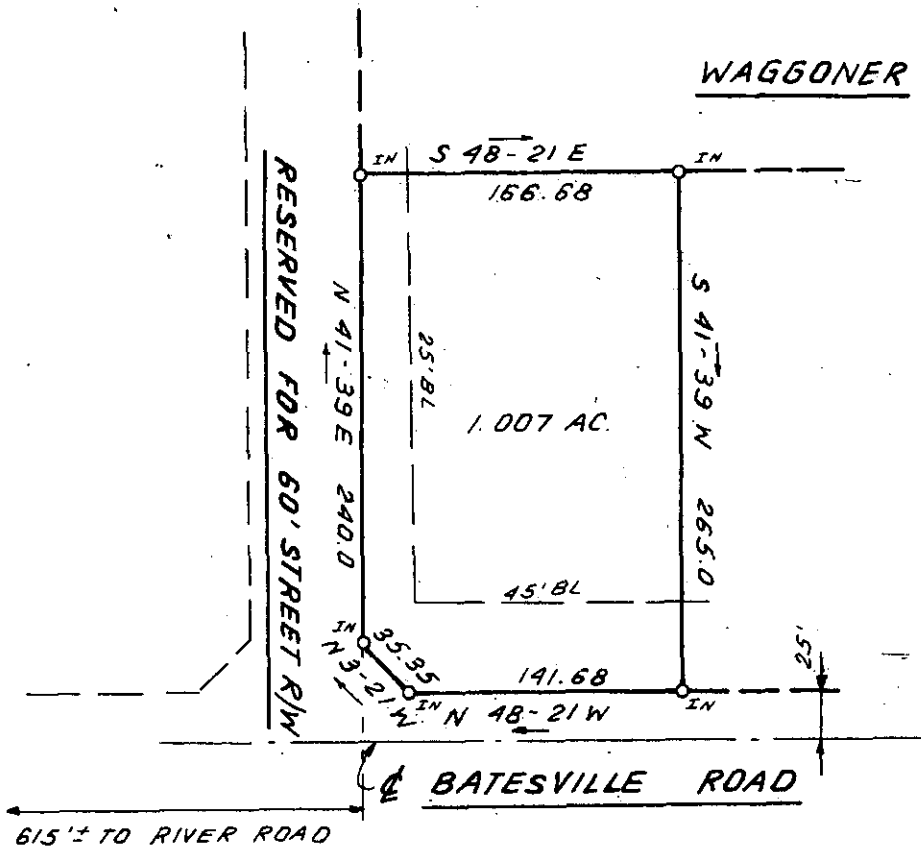 WAGGONER
IN
S 48-21 E
IN
166.68
RESERVED FOR 60' STREET R/W
N 41-39 E 240.0
25' BL
S 41-39 W 265.0
1.007 AC.
45' BL
IN
35.35
N 3-21 W
IN
141.68
IN
N 48-21 W
25'
℄ BATESVILLE ROAD
615'± TO RIVER ROAD